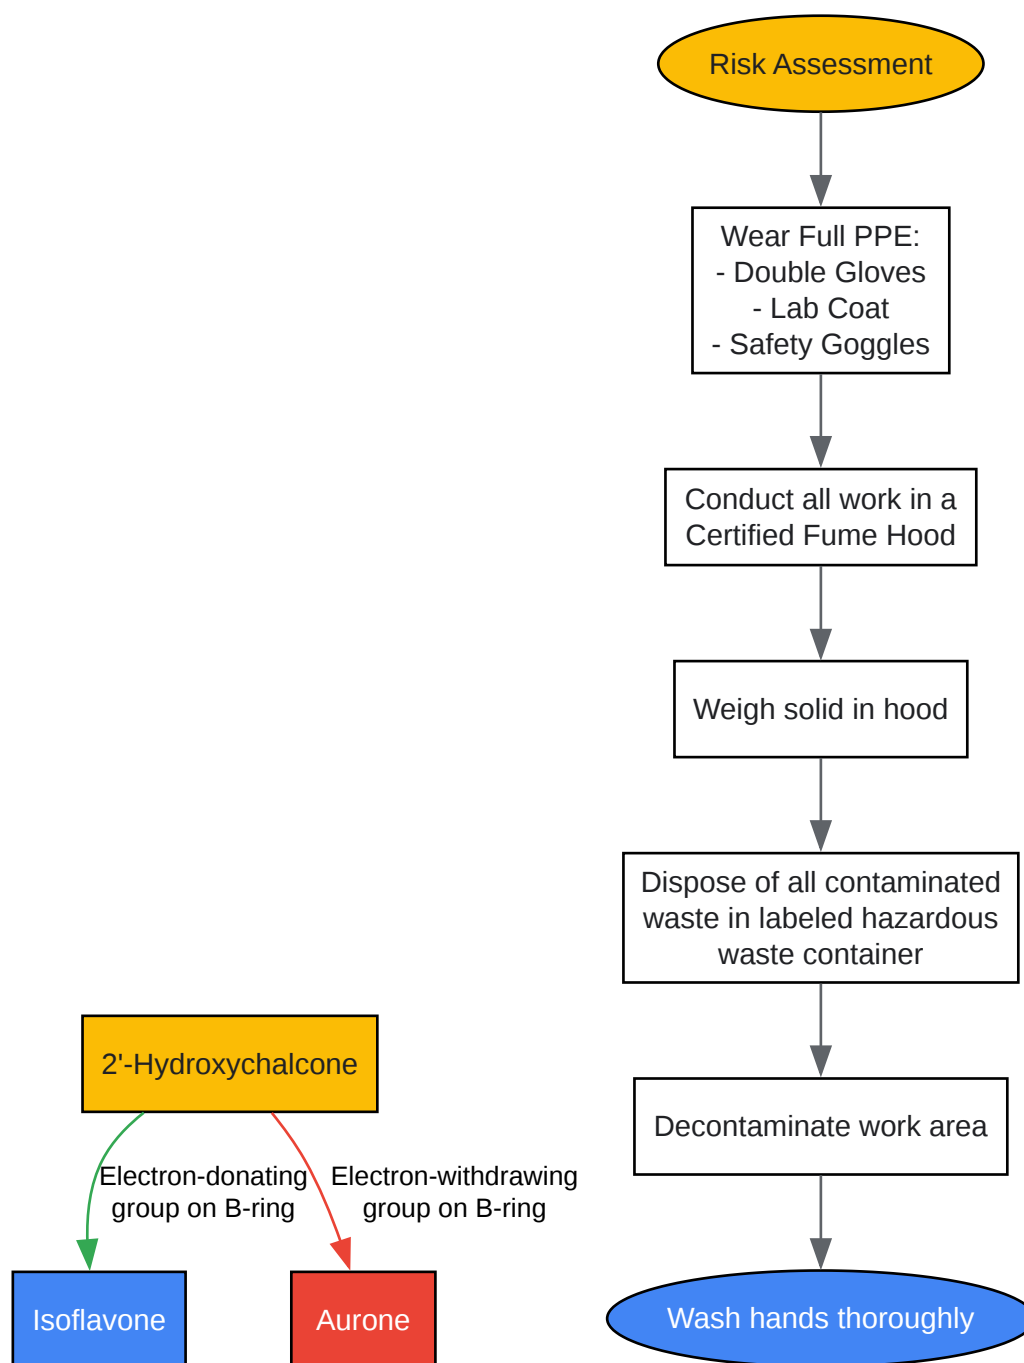 Risk Assessment
Wear Full PPE:
- Double Gloves
- Lab Coat
- Safety Goggles
Conduct all work in a
Certified Fume Hood
Weigh solid in hood
Dispose of all contaminated
waste in labeled hazardous
waste container
Decontaminate work area
Wash hands thoroughly
2'-Hydroxychalcone
Electron-donating
group on B-ring
Electron-withdrawing
group on B-ring
Isoflavone
Aurone